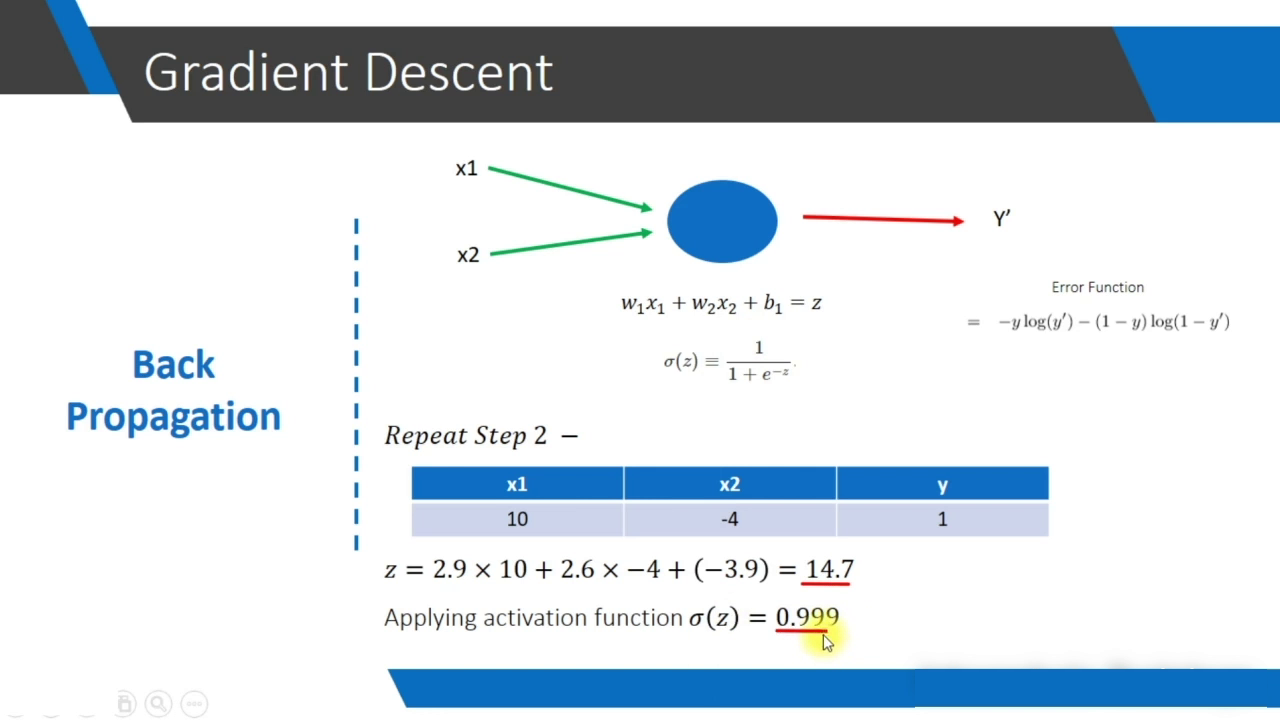 Gradient Descent
x1
x2
Y'
w₁x₁ + w₂x₂ + b₁ = z
σ(z) ≡ 1 / (1 + e⁻ᶻ)
Error Function
= −y log(y′) − (1 − y) log(1 − y′)
Back
Propagation
Repeat Step 2 −
x1 x2 y
10 -4 1
z = 2.9 × 10 + 2.6 × −4 + (−3.9) = 14.7
Applying activation function σ(z) = 0.999